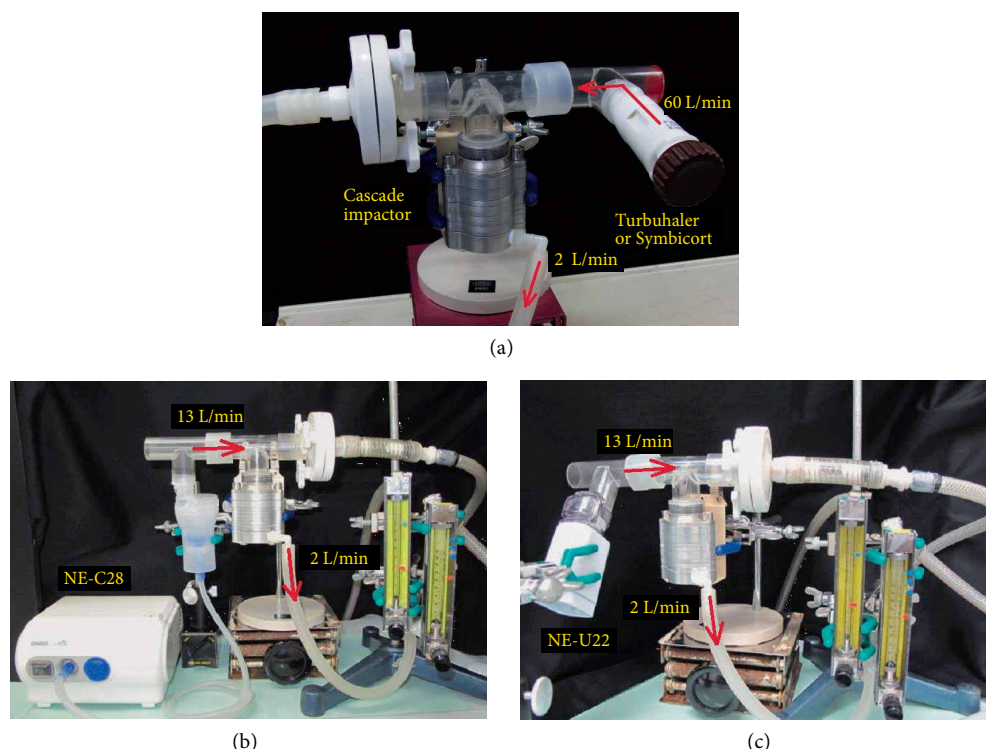 60 L/min
Cascade
impactor
Turbuhaler
or Symbicort
2 L/min
(a)
13 L/min
2 L/min
NE-C28
(b)
13 L/min
2 L/min
NE-U22
(c)